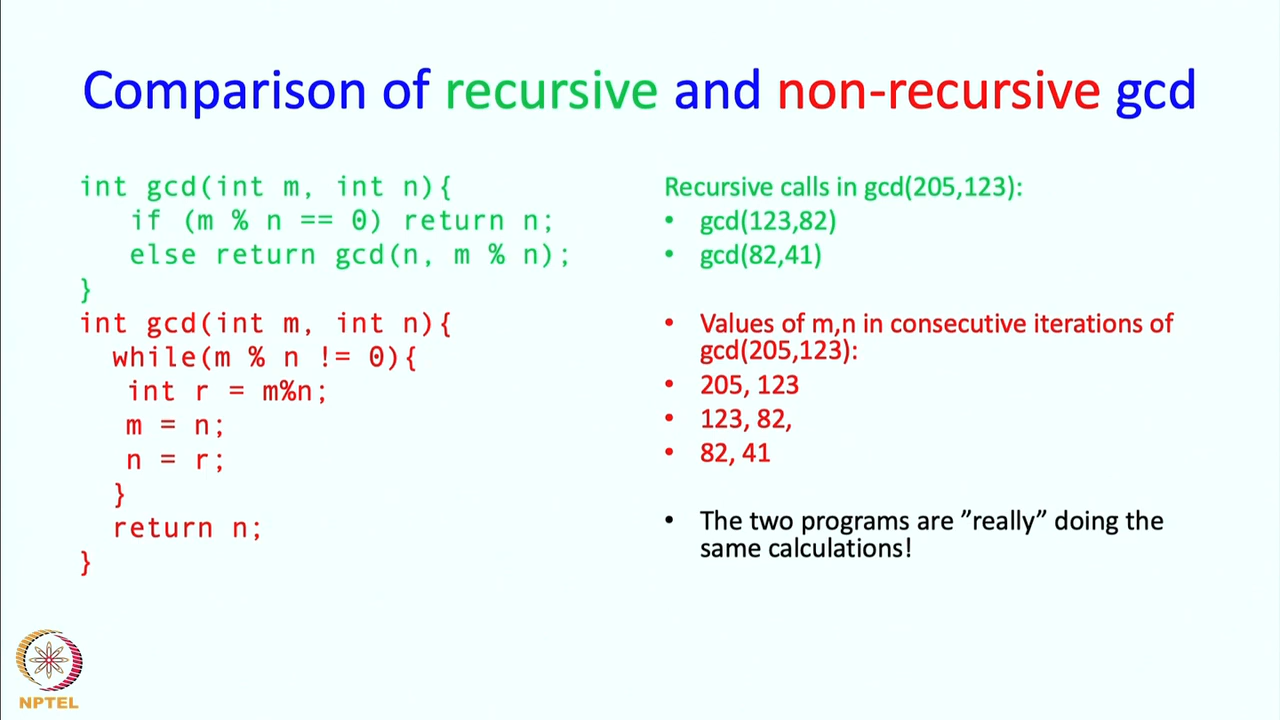 Comparison of recursive and non-recursive gcd
int gcd(int m, int n){
if (m % n == 0) return n;
else return gcd(n, m % n);
}
int gcd(int m, int n){
while(m % n != 0){
int r = m%n;
m = n;
n = r;
}
return n;
}
Recursive calls in gcd(205,123):
• gcd(123,82)
• gcd(82,41)
• Values of m,n in consecutive iterations of
gcd(205,123):
• 205, 123
• 123, 82,
• 82, 41
• The two programs are ”really” doing the
same calculations!
NPTEL